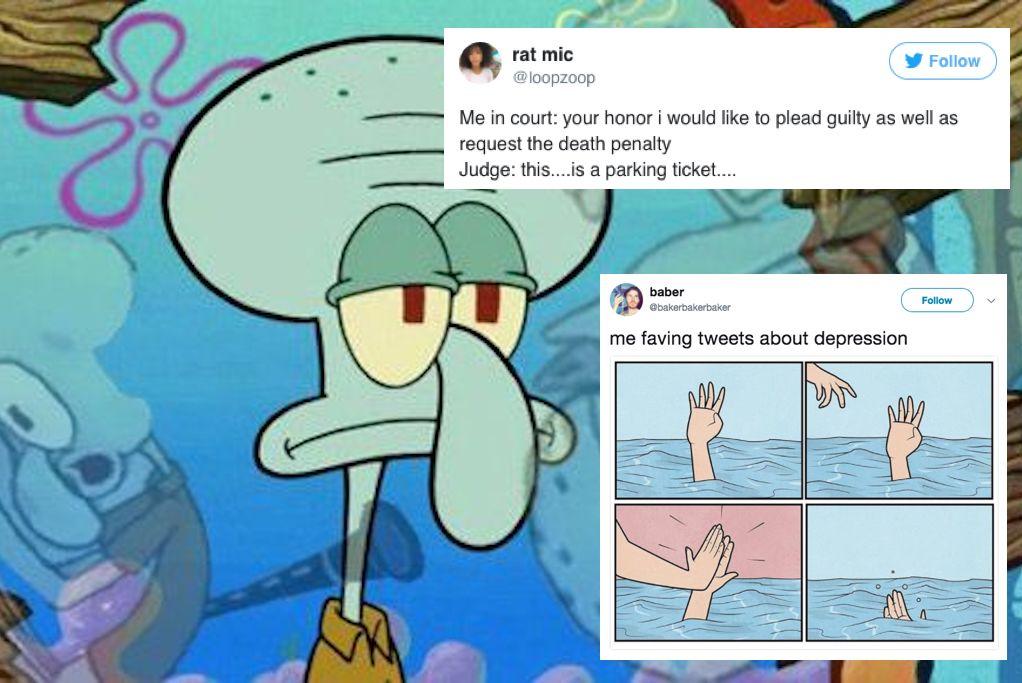 rat mic
@loopzoop
Follow
Me in court: your honor i would like to plead guilty as well as
request the death penalty
Judge: this....is a parking ticket....
baber
@bakerbakerbaker
Follow
me faving tweets about depression